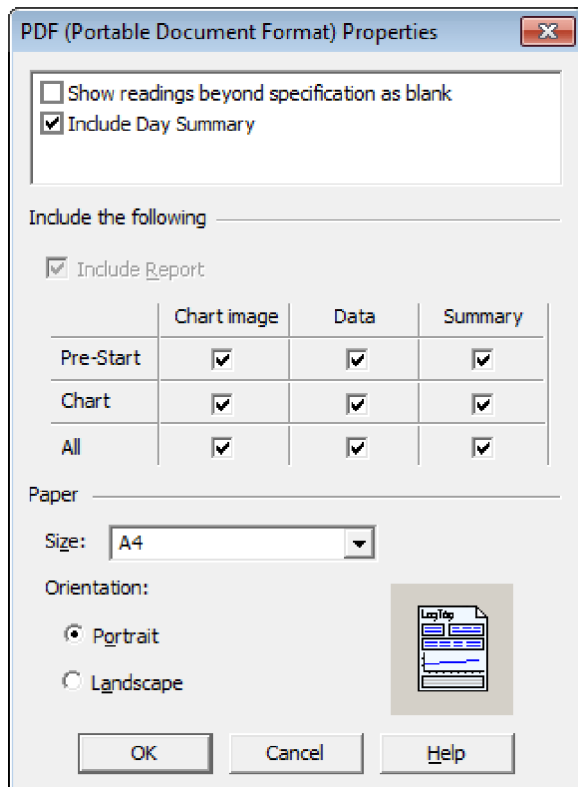 PDF (Portable Document Format) Properties
Show readings beyond specification as blank
Include Day Summary
Include the following
Include Report
Chart image Data Summary
Pre-Start
Chart
All
Paper
Size: A4
Orientation:
Portrait
LogTag
Landscape
OK Cancel Help